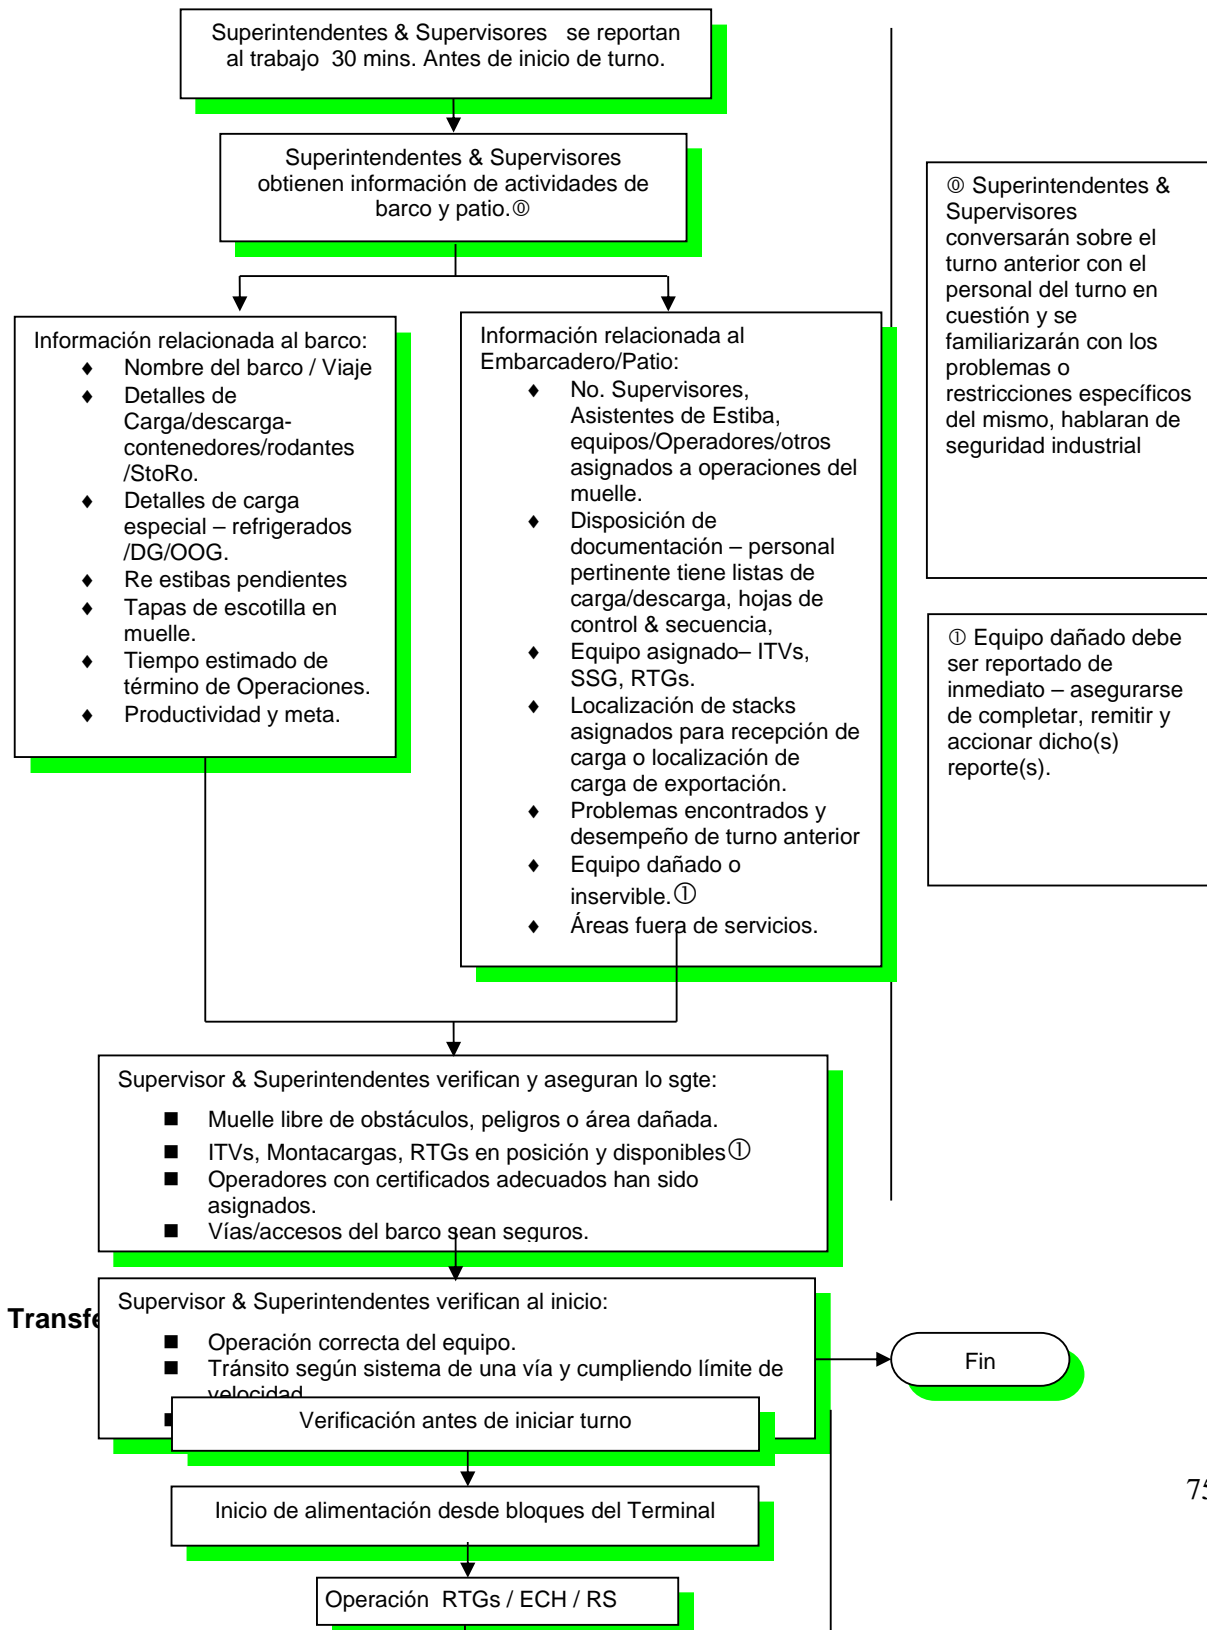 Superintendentes & Supervisores se reportan
al trabajo 30 mins. Antes de inicio de turno.
Superintendentes & Supervisores
obtienen información de actividades de
barco y patio.⓪
⓪ Superintendentes &
Supervisores
conversarán sobre el
turno anterior con el
personal del turno en
cuestión y se
familiarizarán con los
problemas o
restricciones específicos
del mismo, hablaran de
seguridad industrial
Información relacionada al barco:
♦ Nombre del barco / Viaje
♦ Detalles de
Carga/descarga-
contenedores/rodantes
/StoRo.
♦ Detalles de carga
especial – refrigerados
/DG/OOG.
♦ Re estibas pendientes
♦ Tapas de escotilla en
muelle.
♦ Tiempo estimado de
término de Operaciones.
♦ Productividad y meta.
Información relacionada al
Embarcadero/Patio:
♦ No. Supervisores,
Asistentes de Estiba,
equipos/Operadores/otros
asignados a operaciones del
muelle.
♦ Disposición de
documentación – personal
pertinente tiene listas de
carga/descarga, hojas de
control & secuencia,
♦ Equipo asignado– ITVs,
SSG, RTGs.
♦ Localización de stacks
asignados para recepción de
carga o localización de
carga de exportación.
♦ Problemas encontrados y
desempeño de turno anterior
♦ Equipo dañado o
inservible.①
♦ Áreas fuera de servicios.
① Equipo dañado debe
ser reportado de
inmediato – asegurarse
de completar, remitir y
accionar dicho(s)
reporte(s).
Supervisor & Superintendentes verifican y aseguran lo sgte:
■ Muelle libre de obstáculos, peligros o área dañada.
■ ITVs, Montacargas, RTGs en posición y disponibles①
■ Operadores con certificados adecuados han sido
asignados.
■ Vías/accesos del barco sean seguros.
Supervisor & Superintendentes verifican al inicio:
■ Operación correcta del equipo.
■ Tránsito según sistema de una vía y cumpliendo límite de
velocidad
Transfe
Fin
Verificación antes de iniciar turno
Inicio de alimentación desde bloques del Terminal
75
Operación RTGs / ECH / RS